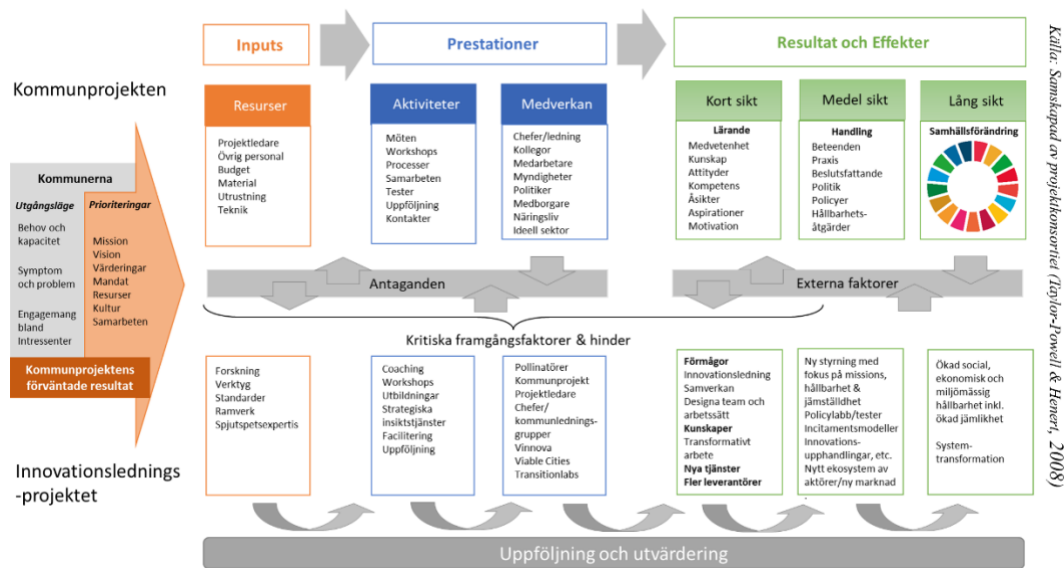 Inputs
Prestationer
Resultat och Effekter
Kommunprojekten
Resurser
Projektledare
Övrig personal
Budget
Material
Utrustning
Teknik
Aktiviteter
Möten
Workshops
Processer
Samarbeten
Tester
Uppföljning
Kontakter
Medverkan
Chefer/ledning
Kollegor
Medarbetare
Myndigheter
Politiker
Medborgare
Näringsliv
Ideell sektor
Kort sikt
Lärande
Medvetenhet
Kunskap
Attityder
Kompetens
Åsikter
Aspirationer
Motivation
Medel sikt
Handling
Beteenden
Praxis
Beslutsfattande
Politik
Policyer
Hållbarhets-
åtgärder
Lång sikt
Samhällsförändring
Kommunerna
Utgångsläge
Behov och
kapacitet
Symptom
och problem
Engagemang
bland
Intressenter
Prioriteringar
Mission
Vision
Värderingar
Mandat
Resurser
Kultur
Samarbeten
Kommunprojektens
förväntade resultat
Antaganden
Externa faktorer
Kritiska framgångsfaktorer & hinder
Innovationslednings
-projektet
Forskning
Verktyg
Standarder
Ramverk
Spjutspetsexpertis
Coaching
Workshops
Utbildningar
Strategiska
insiktstjänster
Facilitering
Uppföljning
Pollinatörer
Kommunprojekt
Projektledare
Chefer/
kommunlednings-
grupper
Vinnova
Viable Cities
Transitionlabs
Förmågor
Innovationsledning
Samverkan
Designa team och
arbetssätt
Kunskaper
Transformativt
arbete
Nya tjänster
Fler leverantörer
Ny styrning med
fokus på missions,
hållbarhet &
jämställdhet
Policylabb/tester
Incitamentsmodeller
Innovations-
upphandlingar, etc.
Nytt ekosystem av
aktörer/ny marknad
Ökad social,
ekonomisk och
miljömässig
hållbarhet inkl.
ökad jämlikhet
System-
transformation
Uppföljning och utvärdering
Källa: Samskapad av projektkonsortiet (Taylor-Powell & Henert, 2008)